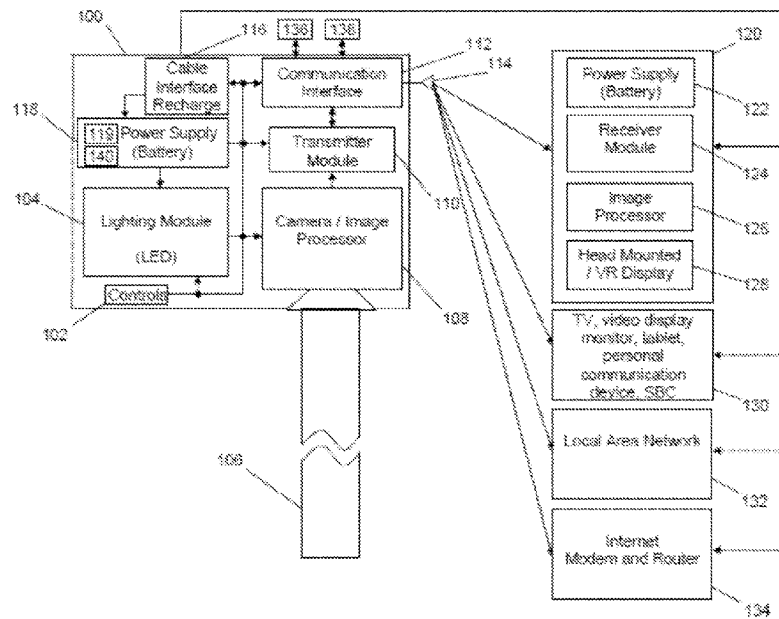 100
116
136
138
112
120
Cable
Interface
Recharge
Communication
Interface
114
Power Supply
(Battery)
122
118
119
140
Power Supply
(Battery)
Transmitter
Module
Receiver
Module
124
104
Lighting Module
(LED)
110
Camera / Image
Processor
Image
Processor
126
Head Mounted
/ VR Display
128
Controls
102
108
TV, video display
monitor, tablet,
personal
communication
device, SBC
130
106
Local Area Network
132
Internet
Modem and Router
134